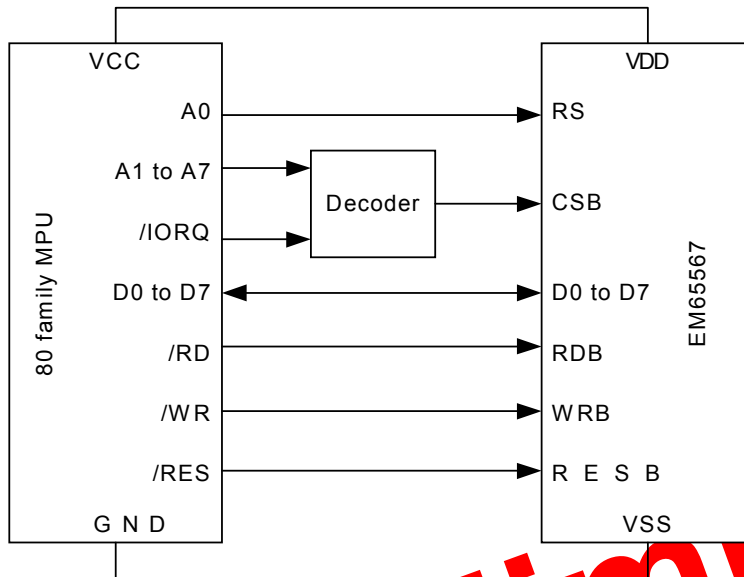 VCC
VDD
A0
RS
A1 to A7
Decoder
CSB
/IORQ
80 family MPU
D0 to D7
D0 to D7
EM65567
/RD
RDB
/WR
WRB
/RES
R E S B
G N D
VSS